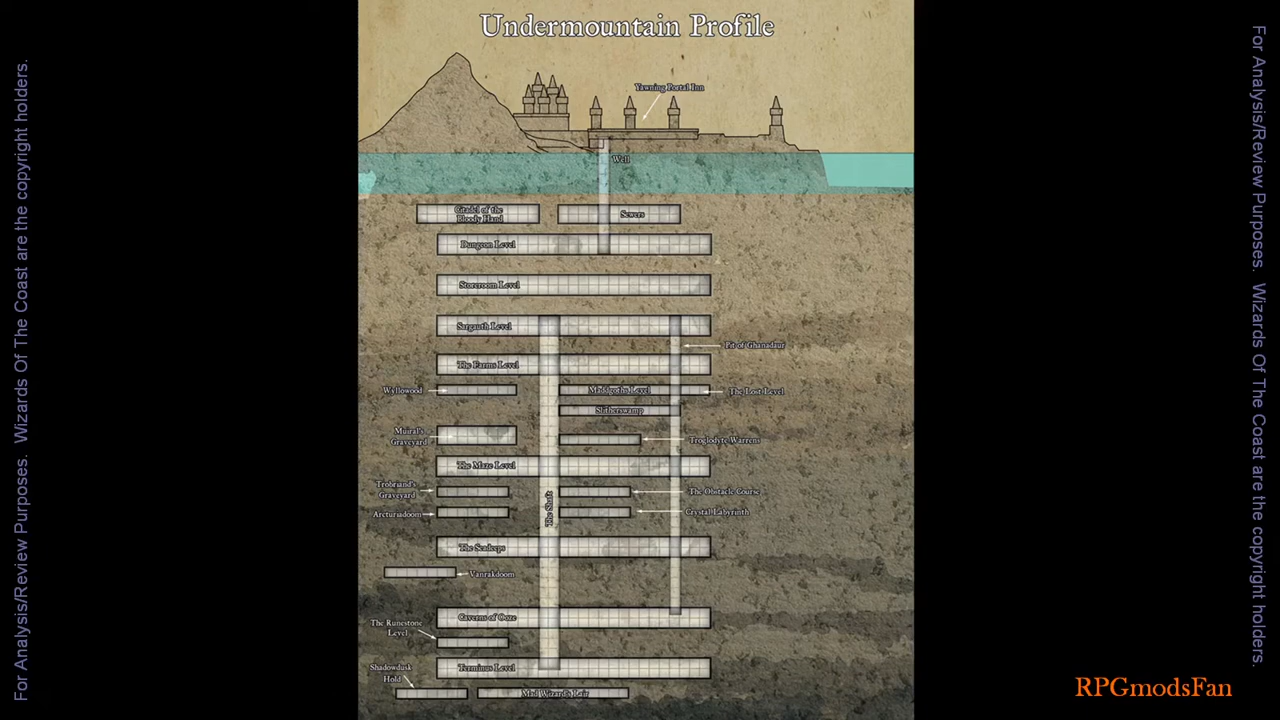 Undermountain Profile
Yawning Portal Inn
Well
Citadel of the
Bloody Hand
Sewers
Dungeon Level
Storeroom Level
Sargauth Level
Pit of Ghanadaur
The Farms Level
Wyllowood
Maddgoths Level
The Lost Level
Slitherswamp
Muiral's
Graveyard
Troglodyte Warrens
The Maze Level
Trobriand's
Graveyard
The Obstacle Course
The Shaft
Arcturiadoom
Crystal Labyrinth
The Seadeeps
Vanrakdoom
Caverns of Ooze
The Runestone
Level
Terminus Level
Shadowdusk
Hold
Mad Wizard's Lair
For Analysis/Review Purposes. Wizards Of The Coast are the copyright holders.
For Analysis/Review Purposes. Wizards Of The Coast are the copyright holders.
RPGmodsFan